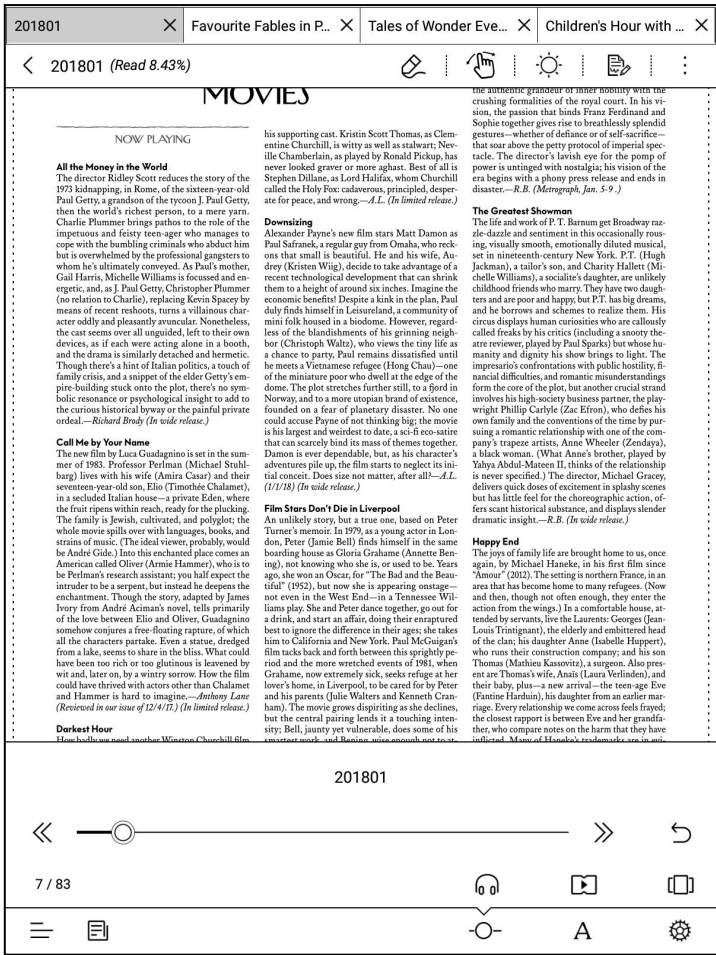 201801
Favourite Fables in P...
Tales of Wonder Eve...
Children's Hour with ...
201801 (Read 8.43%)
MOVIES
NOW PLAYING
All the Money in the World
The director Ridley Scott reduces the story of the
1973 kidnapping, in Rome, of the sixteen-year-old
Paul Getty, a grandson of the tycoon J. Paul Getty,
then the world's richest person, to a mere yarn.
Charlie Plummer brings pathos to the role of the
impetuous and feisty teen-ager who manages to
cope with the bumbling criminals who abduct him
but is overwhelmed by the professional gangsters to
whom he's ultimately conveyed. As Paul's mother,
Gail Harris, Michelle Williams is focussed and en-
ergetic, and, as J. Paul Getty, Christopher Plummer
(no relation to Charlie), replacing Kevin Spacey by
means of recent reshoots, turns a villainous char-
acter oddly and pleasantly avuncular. Nonetheless,
the cast seems over all unguided, left to their own
devices, as if each were acting alone in a booth,
and the drama is similarly detached and hermetic.
Though there's a hint of Italian politics, a touch of
family crisis, and a snippet of the elder Getty's em-
pire-building stuck onto the plot, there's no sym-
bolic resonance or psychological insight to add to
the curious historical byway or the painful private
ordeal.—Richard Brody (In wide release.)
Call Me by Your Name
The new film by Luca Guadagnino is set in the sum-
mer of 1983. Professor Perlman (Michael Stuhl-
barg) lives with his wife (Amira Casar) and their
seventeen-year-old son, Elio (Timothée Chalamet),
in a secluded Italian house—a private Eden, where
the fruit ripens within reach, ready for the plucking.
The family is Jewish, cultivated, and polyglot; the
whole movie spills over with languages, books, and
strains of music. (The ideal viewer, probably, would
be André Gide.) Into this enchanted place comes an
American called Oliver (Armie Hammer), who is to
be Perlman's research assistant; you half expect the
intruder to be a serpent, but instead he deepens the
enchantment. Though the story, adapted by James
Ivory from André Aciman's novel, tells primarily
of the love between Elio and Oliver, Guadagnino
somehow conjures a free-floating rapture, of which
all the characters partake. Even a statue, dredged
from a lake, seems to share in the bliss. What could
have been too rich or too glutinous is leavened by
wit and, later on, by a wintry sorrow. How the film
could have thrived with actors other than Chalamet
and Hammer is hard to imagine.—Anthony Lane
(Reviewed in our issue of 12/4/17.) (In limited release.)
Darkest Hour
How badly we need another Winston Churchill film
his supporting cast. Kristin Scott Thomas, as Clem-
entine Churchill, is witty as well as stalwart; Nev-
ille Chamberlain, as played by Ronald Pickup, has
never looked graver or more aghast. Best of all is
Stephen Dillane, as Lord Halifax, whom Churchill
called the Holy Fox: cadaverous, principled, desper-
ate for peace, and wrong.—A.L. (In limited release.)
Downsizing
Alexander Payne's new film stars Matt Damon as
Paul Safranek, a regular guy from Omaha, who reck-
ons that small is beautiful. He and his wife, Au-
drey (Kristen Wiig), decide to take advantage of a
recent technological development that can shrink
them to a height of around six inches. Imagine the
economic benefits! Despite a kink in the plan, Paul
duly finds himself in Leisureland, a community of
mini folk housed in a biodome. However, regard-
less of the blandishments of his grinning neigh-
bor (Christoph Waltz), who views the tiny life as
a chance to party, Paul remains dissatisfied until
he meets a Vietnamese refugee (Hong Chau)—one
of the miniature poor who dwell at the edge of the
dome. The plot stretches further still, to a fjord in
Norway, and to a more utopian brand of existence,
founded on a fear of planetary disaster. No one
could accuse Payne of not thinking big; the movie
is his largest and weirdest to date, a sci-fi eco-satire
that can scarcely bind its mass of themes together.
Damon is ever dependable, but, as his character's
adventures pile up, the film starts to neglect its ini-
tial conceit. Does size not matter, after all?—A.L.
(1/1/18) (In wide release.)
Film Stars Don't Die in Liverpool
An unlikely story, but a true one, based on Peter
Turner's memoir. In 1979, as a young actor in Lon-
don, Peter (Jamie Bell) finds himself in the same
boarding house as Gloria Grahame (Annette Ben-
ing), not knowing who she is, or used to be. Years
ago, she won an Oscar, for "The Bad and the Beau-
tiful" (1952), but now she is appearing onstage—
not even in the West End—in a Tennessee Wil-
liams play. She and Peter dance together, go out for
a drink, and start an affair, doing their enraptured
best to ignore the difference in their ages; she takes
him to California and New York. Paul McGuigan's
film tacks back and forth between this sprightly pe-
riod and the more wretched events of 1981, when
Grahame, now extremely sick, seeks refuge at her
lover's home, in Liverpool, to be cared for by Peter
and his parents (Julie Walters and Kenneth Cran-
ham). The movie grows dispiriting as she declines,
but the central pairing lends it a touching inten-
sity; Bell, jaunty yet vulnerable, does some of his
smartest work, and Bening, wise enough not to at-
the authentic grandeur of inner nobility with the
crushing formalities of the royal court. In his vi-
sion, the passion that binds Franz Ferdinand and
Sophie together gives rise to breathlessly splendid
gestures—whether of defiance or of self-sacrifice—
that soar above the petty protocol of imperial spec-
tacle. The director's lavish eye for the pomp of
power is untinged with nostalgia; his vision of the
era begins with a phony press release and ends in
disaster.—R.B. (Metrograph, Jan. 5-9 .)
The Greatest Showman
The life and work of P. T. Barnum get Broadway raz-
zle-dazzle and sentiment in this occasionally rous-
ing, visually smooth, emotionally diluted musical,
set in nineteenth-century New York. P.T. (Hugh
Jackman), a tailor's son, and Charity Hallett (Mi-
chelle Williams), a socialite's daughter, are unlikely
childhood friends who marry. They have two daugh-
ters and are poor and happy, but P.T. has big dreams,
and he borrows and schemes to realize them. His
circus displays human curiosities who are callously
called freaks by his critics (including a snooty the-
atre reviewer, played by Paul Sparks) but whose hu-
manity and dignity his show brings to light. The
impresario's confrontations with public hostility, fi-
nancial difficulties, and romantic misunderstandings
form the core of the plot, but another crucial strand
involves his high-society business partner, the play-
wright Phillip Carlyle (Zac Efron), who defies his
own family and the conventions of the time by pur-
suing a romantic relationship with one of the com-
pany's trapeze artists, Anne Wheeler (Zendaya),
a black woman. (What Anne's brother, played by
Yahya Abdul-Mateen II, thinks of the relationship
is never specified.) The director, Michael Gracey,
delivers quick doses of excitement in splashy scenes
but has little feel for the choreographic action, of-
fers scant historical substance, and displays slender
dramatic insight.—R.B. (In wide release.)
Happy End
The joys of family life are brought home to us, once
again, by Michael Haneke, in his first film since
"Amour" (2012). The setting is northern France, in an
area that has become home to many refugees. (Now
and then, though not often enough, they enter the
action from the wings.) In a comfortable house, at-
tended by servants, live the Laurents: Georges (Jean-
Louis Trintignant), the elderly and embittered head
of the clan; his daughter Anne (Isabelle Huppert),
who runs their construction company; and his son
Thomas (Mathieu Kassovitz), a surgeon. Also pres-
ent are Thomas's wife, Anaïs (Laura Verlinden), and
their baby, plus—a new arrival—the teen-age Eve
(Fantine Harduin), his daughter from an earlier mar-
riage. Every relationship we come across feels frayed;
the closest rapport is between Eve and her grandfa-
ther, who compare notes on the harm that they have
inflicted. Many of Haneke's trademarks are in evi-
201801
7 / 83
A